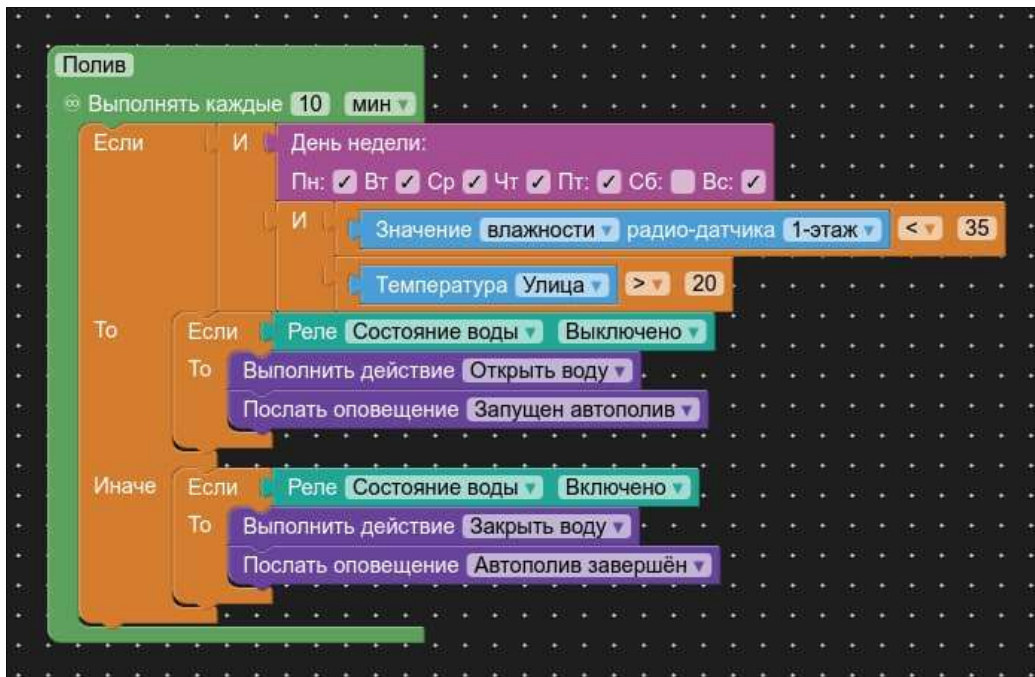 Полив
Выполнять каждые 10 мин
Если И День недели:
Пн: Вт Ср Чт Пт: Сб: Вс:
И Значение влажности радио-датчика 1-этаж < 35
Температура Улица > 20
То Если Реле Состояние воды Выключено
То Выполнить действие Открыть воду
Послать оповещение Запущен автополив
Иначе Если Реле Состояние воды Включено
То Выполнить действие Закрыть воду
Послать оповещение Автополив завершён